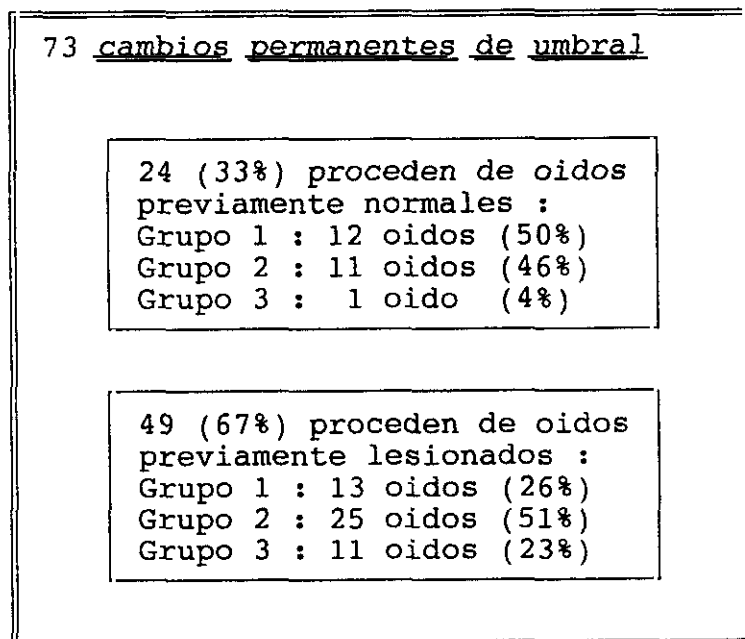 73 cambios permanentes de umbral
24 (33%) proceden de oidos
previamente normales :
Grupo 1 : 12 oidos (50%)
Grupo 2 : 11 oidos (46%)
Grupo 3 : 1 oido (4%)
49 (67%) proceden de oidos
previamente lesionados :
Grupo 1 : 13 oidos (26%)
Grupo 2 : 25 oidos (51%)
Grupo 3 : 11 oidos (23%)